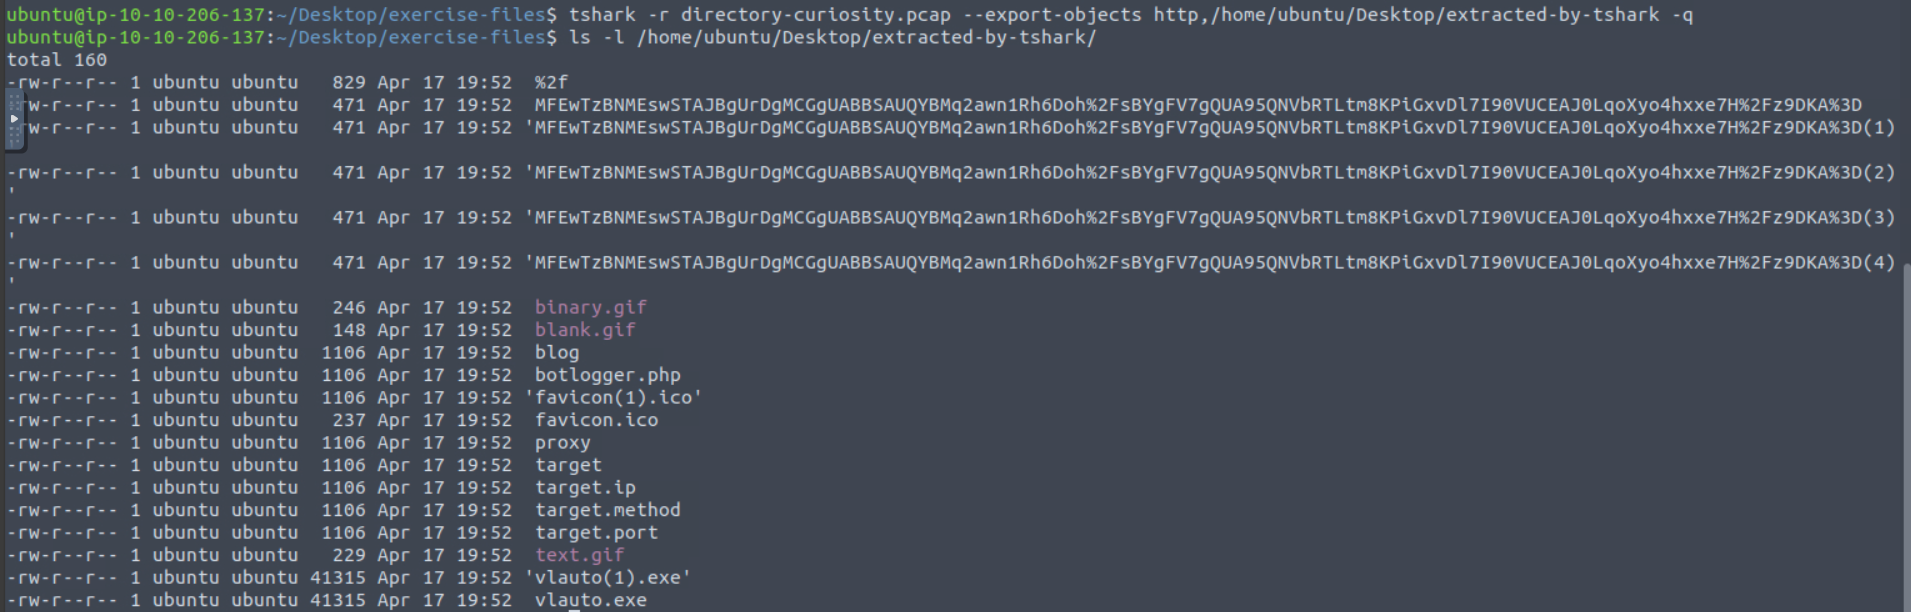 ubuntu@ip-10-10-206-137:~/Desktop/exercise-files$ tshark -r directory-curiosity.pcap --export-objects http,/home/ubuntu/Desktop/extracted-by-tshark -q
ubuntu@ip-10-10-206-137:~/Desktop/exercise-files$ ls -l /home/ubuntu/Desktop/extracted-by-tshark/
total 160
-rw-r--r-- 1 ubuntu ubuntu   829 Apr 17 19:52  %2f
w-r--r-- 1 ubuntu ubuntu   471 Apr 17 19:52  MFEwTzBNMEswSTAJBgUrDgMCGgUABBSAUQYBMq2awn1Rh6Doh%2FsBYgFV7gQUA95QNVbRTLtm8KPiGxvDl7I90VUCEAJ0LqoXyo4hxxe7H%2Fz9DKA%3D
w-r--r-- 1 ubuntu ubuntu   471 Apr 17 19:52 'MFEwTzBNMEswSTAJBgUrDgMCGgUABBSAUQYBMq2awn1Rh6Doh%2FsBYgFV7gQUA95QNVbRTLtm8KPiGxvDl7I90VUCEAJ0LqoXyo4hxxe7H%2Fz9DKA%3D(1)
-rw-r--r-- 1 ubuntu ubuntu   471 Apr 17 19:52 'MFEwTzBNMEswSTAJBgUrDgMCGgUABBSAUQYBMq2awn1Rh6Doh%2FsBYgFV7gQUA95QNVbRTLtm8KPiGxvDl7I90VUCEAJ0LqoXyo4hxxe7H%2Fz9DKA%3D(2)
'
-rw-r--r-- 1 ubuntu ubuntu   471 Apr 17 19:52 'MFEwTzBNMEswSTAJBgUrDgMCGgUABBSAUQYBMq2awn1Rh6Doh%2FsBYgFV7gQUA95QNVbRTLtm8KPiGxvDl7I90VUCEAJ0LqoXyo4hxxe7H%2Fz9DKA%3D(3)
'
-rw-r--r-- 1 ubuntu ubuntu   471 Apr 17 19:52 'MFEwTzBNMEswSTAJBgUrDgMCGgUABBSAUQYBMq2awn1Rh6Doh%2FsBYgFV7gQUA95QNVbRTLtm8KPiGxvDl7I90VUCEAJ0LqoXyo4hxxe7H%2Fz9DKA%3D(4)
'
-rw-r--r-- 1 ubuntu ubuntu   246 Apr 17 19:52  binary.gif
-rw-r--r-- 1 ubuntu ubuntu   148 Apr 17 19:52  blank.gif
-rw-r--r-- 1 ubuntu ubuntu  1106 Apr 17 19:52  blog
-rw-r--r-- 1 ubuntu ubuntu  1106 Apr 17 19:52  botlogger.php
-rw-r--r-- 1 ubuntu ubuntu  1106 Apr 17 19:52 'favicon(1).ico'
-rw-r--r-- 1 ubuntu ubuntu   237 Apr 17 19:52  favicon.ico
-rw-r--r-- 1 ubuntu ubuntu  1106 Apr 17 19:52  proxy
-rw-r--r-- 1 ubuntu ubuntu  1106 Apr 17 19:52  target
-rw-r--r-- 1 ubuntu ubuntu  1106 Apr 17 19:52  target.ip
-rw-r--r-- 1 ubuntu ubuntu  1106 Apr 17 19:52  target.method
-rw-r--r-- 1 ubuntu ubuntu  1106 Apr 17 19:52  target.port
-rw-r--r-- 1 ubuntu ubuntu   229 Apr 17 19:52  text.gif
-rw-r--r-- 1 ubuntu ubuntu 41315 Apr 17 19:52 'vlauto(1).exe'
-rw-r--r-- 1 ubuntu ubuntu 41315 Apr 17 19:52  vlauto.exe